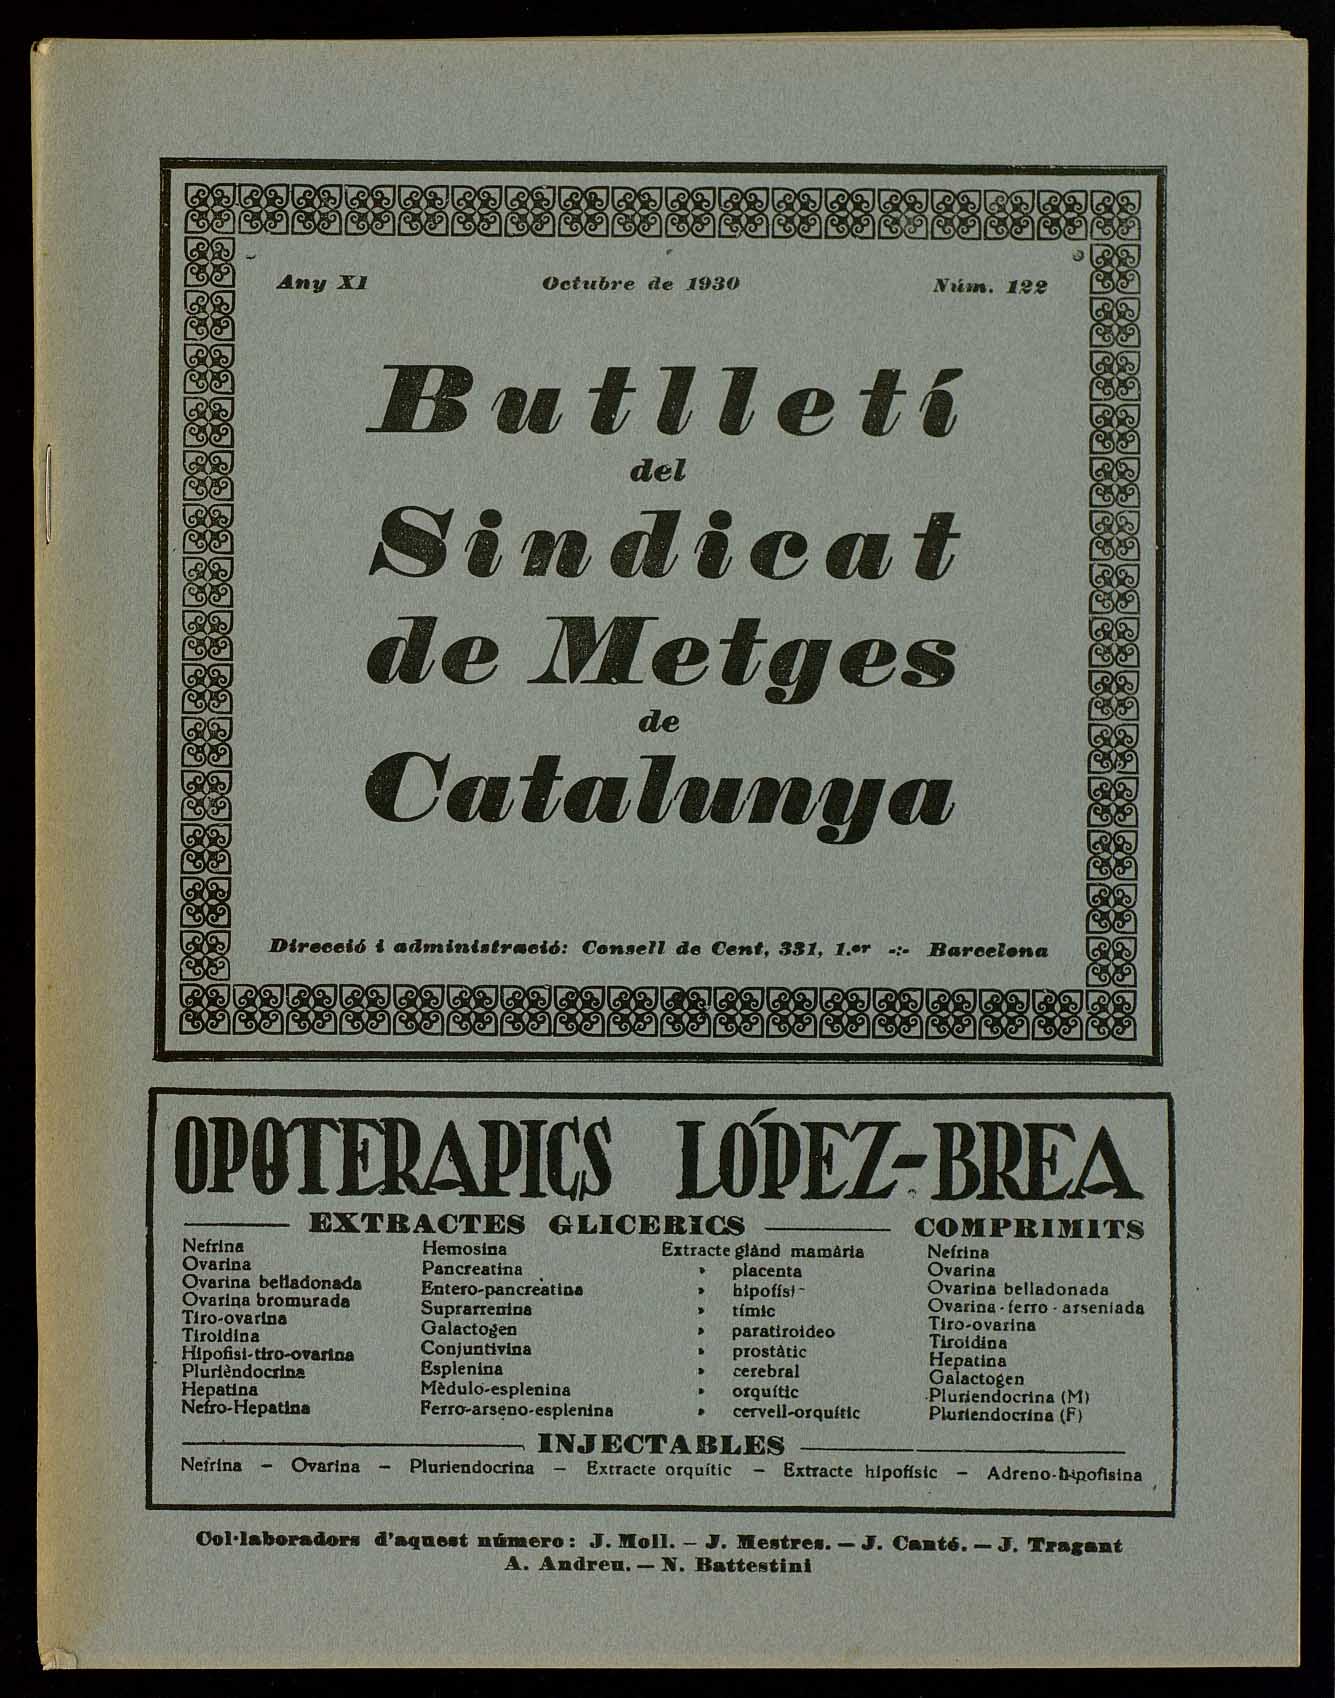 Any XI Octubre de 1930 Núm. 122
Butlletí
del
Sindicat
de Metges
de
Catalunya
Direcció i administració: Consell de Cent, 331, 1.er -:- Barcelona
OPOTERAPICS LÓPEZ-BREA
EXTRACTES GLICERICS
Nefrina
Ovarina
Ovarina belladonada
Ovarina bromurada
Tiro-ovarina
Tiroidina
Hipofisi-tiro-ovarina
Plurièndocrina
Hepatina
Nefro-Hepatina
Hemosina
Pancreatina
Entero-pancreàtina
Suprarrenina
Galactogen
Conjuntivina
Esplenina
Mèdulo-esplenina
Ferro-arseno-esplenina
Extracte glànd mamària
» placenta
» hipofísi
» tímic
» paratiroideo
» prostàtic
» cerebral
» orquític
» cervell-orquític
COMPRIMITS
Nefrina
Ovarina
Ovarina belladonada
Ovarina - ferro - arseniada
Tiro-ovarina
Tiroidina
Hepatina
Galactogen
Pluriendocrina (M)
Pluriendocrina (F)
INJECTABLES
Nefrina — Ovarina — Pluriendocrina — Extracte orquític — Extracte hipofísic — Adreno-hipofisina
Col·laboradors d'aquest número: J. Moll. — J. Mestres. — J. Cantó. — J. Tragant
A. Andreu. — N. Battestini